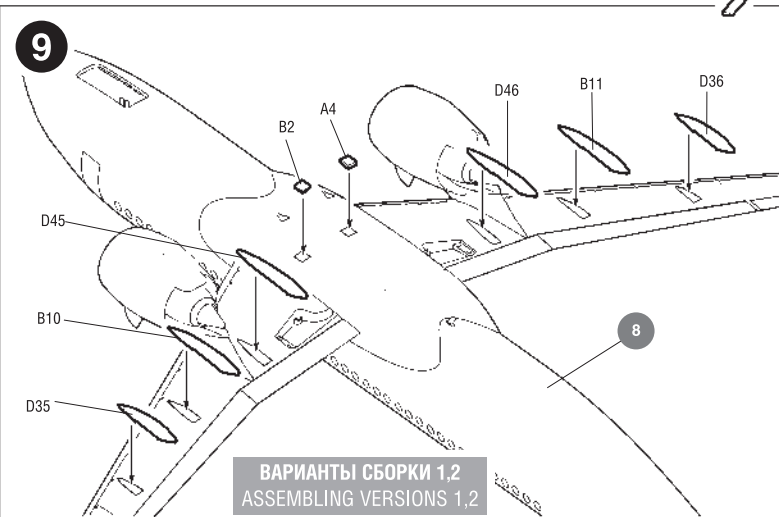 9
D36
B11
D46
A4
B2
D45
B10
D35
8
ВАРИАНТЫ СБОРКИ 1,2
ASSEMBLING VERSIONS 1,2